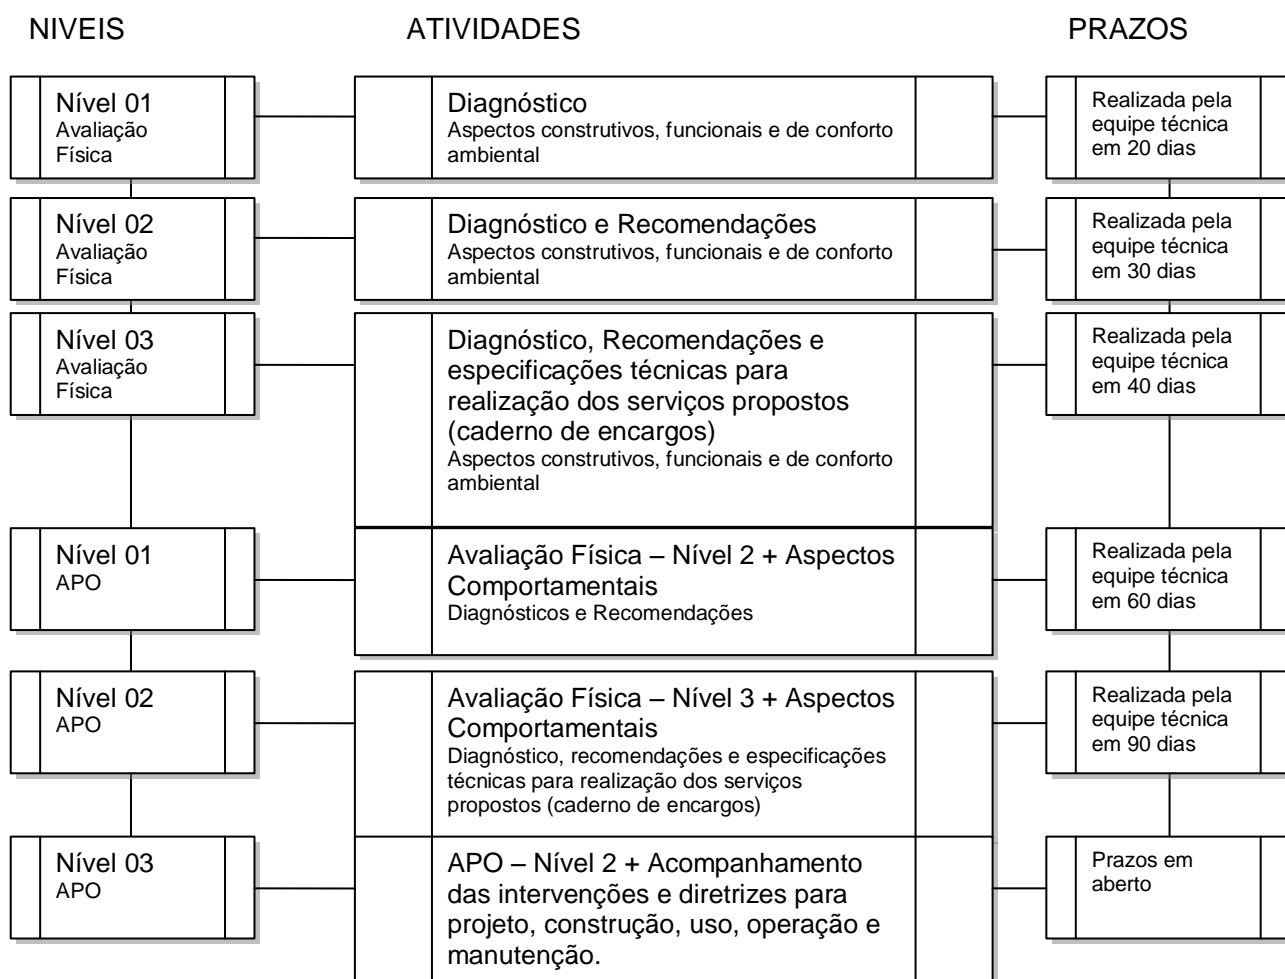 NIVEIS
ATIVIDADES
PRAZOS
Nível 01
Avaliação
Física
Diagnóstico
Aspectos construtivos, funcionais e de conforto
ambiental
Realizada pela
equipe técnica
em 20 dias
Nível 02
Avaliação
Física
Diagnóstico e Recomendações
Aspectos construtivos, funcionais e de conforto
ambiental
Realizada pela
equipe técnica
em 30 dias
Nível 03
Avaliação
Física
Diagnóstico, Recomendações e
especificações técnicas para
realização dos serviços propostos
(caderno de encargos)
Aspectos construtivos, funcionais e de conforto
ambiental
Realizada pela
equipe técnica
em 40 dias
Nível 01
APO
Avaliação Física – Nível 2 + Aspectos
Comportamentais
Diagnósticos e Recomendações
Realizada pela
equipe técnica
em 60 dias
Nível 02
APO
Avaliação Física – Nível 3 + Aspectos
Comportamentais
Diagnóstico, recomendações e especificações
técnicas para realização dos serviços
propostos (caderno de encargos)
Realizada pela
equipe técnica
em 90 dias
Nível 03
APO
APO – Nível 2 + Acompanhamento
das intervenções e diretrizes para
projeto, construção, uso, operação e
manutenção.
Prazos em
aberto